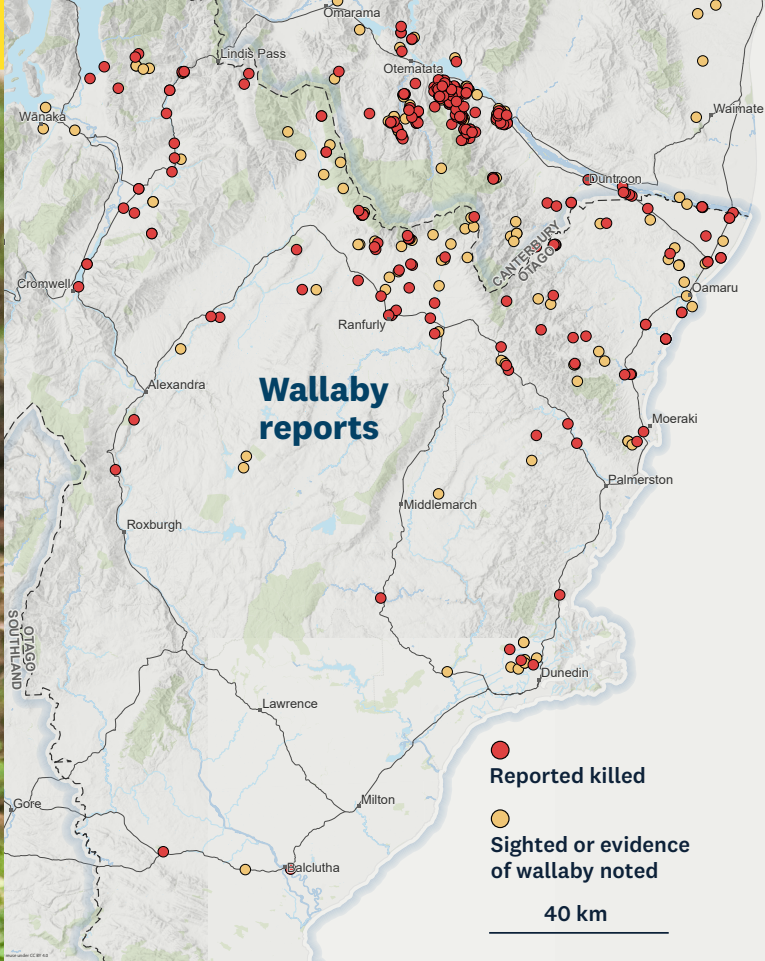 Omarama
Lindis Pass
Otematata
Wānaka
Waimate
Duntroon
CANTERBURY
OTAGO
Cromwell
Oamaru
Ranfurly
Alexandra
Wallaby
reports
Moeraki
Palmerston
Middlemarch
Roxburgh
OTAGO
SOUTHLAND
Dunedin
Lawrence
Reported killed
Milton
Gore
Sighted or evidence
of wallaby noted
Balclutha
40 km